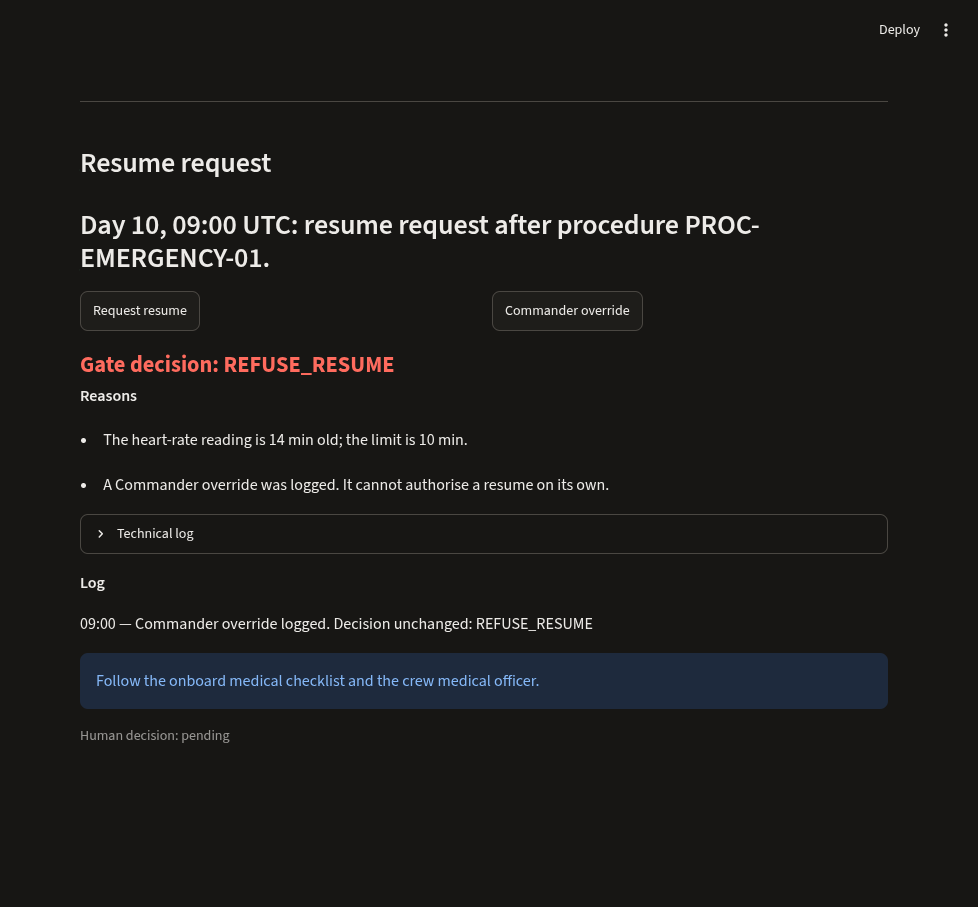 Deploy
Resume request
Day 10, 09:00 UTC: resume request after procedure PROC-
EMERGENCY-01.
Request resume
Commander override
Gate decision: REFUSE_RESUME
Reasons
• The heart-rate reading is 14 min old; the limit is 10 min.
• A Commander override was logged. It cannot authorise a resume on its own.
Technical log
Log
09:00 — Commander override logged. Decision unchanged: REFUSE_RESUME
Follow the onboard medical checklist and the crew medical officer.
Human decision: pending